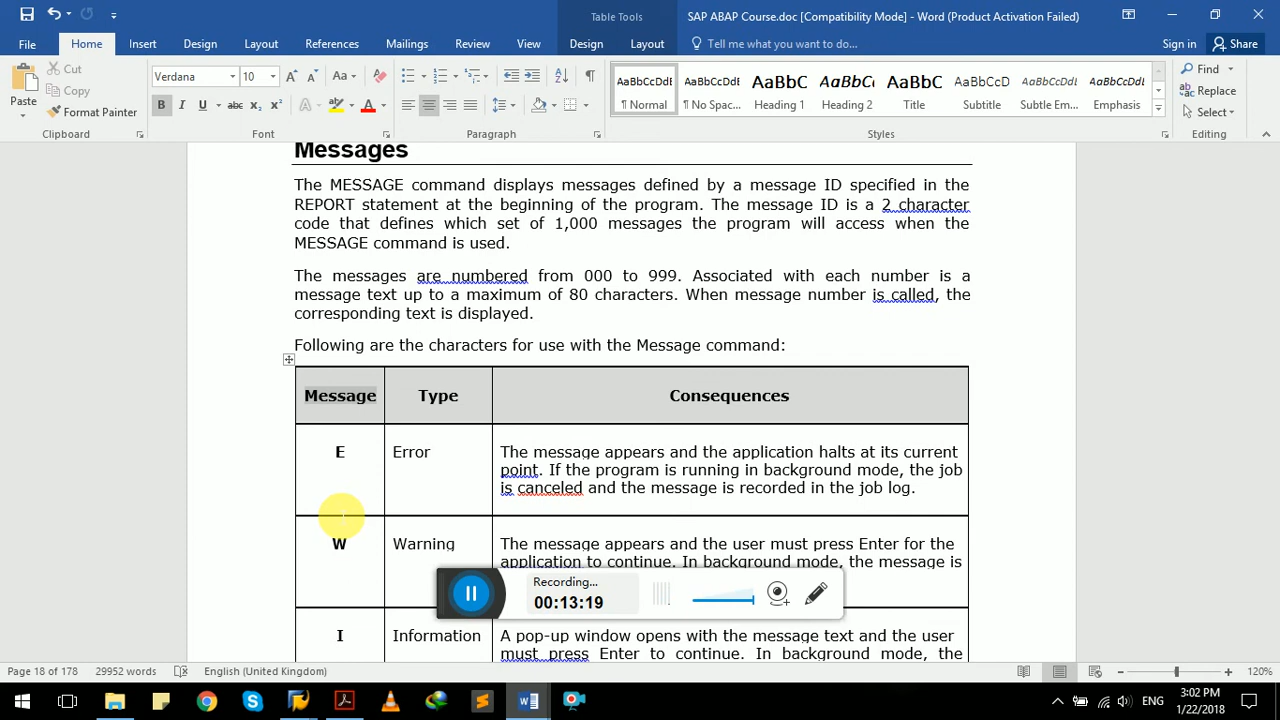 SAP ABAP Course.doc [Compatibility Mode] - Word (Product Activation Failed)
Table Tools
File Home Insert Design Layout References Mailings Review View Design Layout Tell me what you want to do... Sign in Share
Paste
Cut
Copy
Format Painter
Clipboard
Verdana 10
Font
Paragraph
AaBbCcDdE AaBbCcDdE AaBbC AaBbCc AaBbC AaBbCcD AaBbCcDdE AaBbCcDdE
¶ Normal ¶ No Spac... Heading 1 Heading 2 Title Subtitle Subtle Em... Emphasis
Styles
Find
Replace
Select
Editing
Messages
The MESSAGE command displays messages defined by a message ID specified in the
REPORT statement at the beginning of the program. The message ID is a 2 character
code that defines which set of 1,000 messages the program will access when the
MESSAGE command is used.
The messages are numbered from 000 to 999. Associated with each number is a
message text up to a maximum of 80 characters. When message number is called, the
corresponding text is displayed.
Following are the characters for use with the Message command:
Message Type Consequences
E Error The message appears and the application halts at its current
point. If the program is running in background mode, the job
is canceled and the message is recorded in the job log.
W Warning The message appears and the user must press Enter for the
application to continue. In background mode, the message is
Recording...
00:13:19
I Information A pop-up window opens with the message text and the user
must press Enter to continue. In background mode, the
Page 18 of 178 29952 words English (United Kingdom) 120%
ENG
3:02 PM
1/22/2018